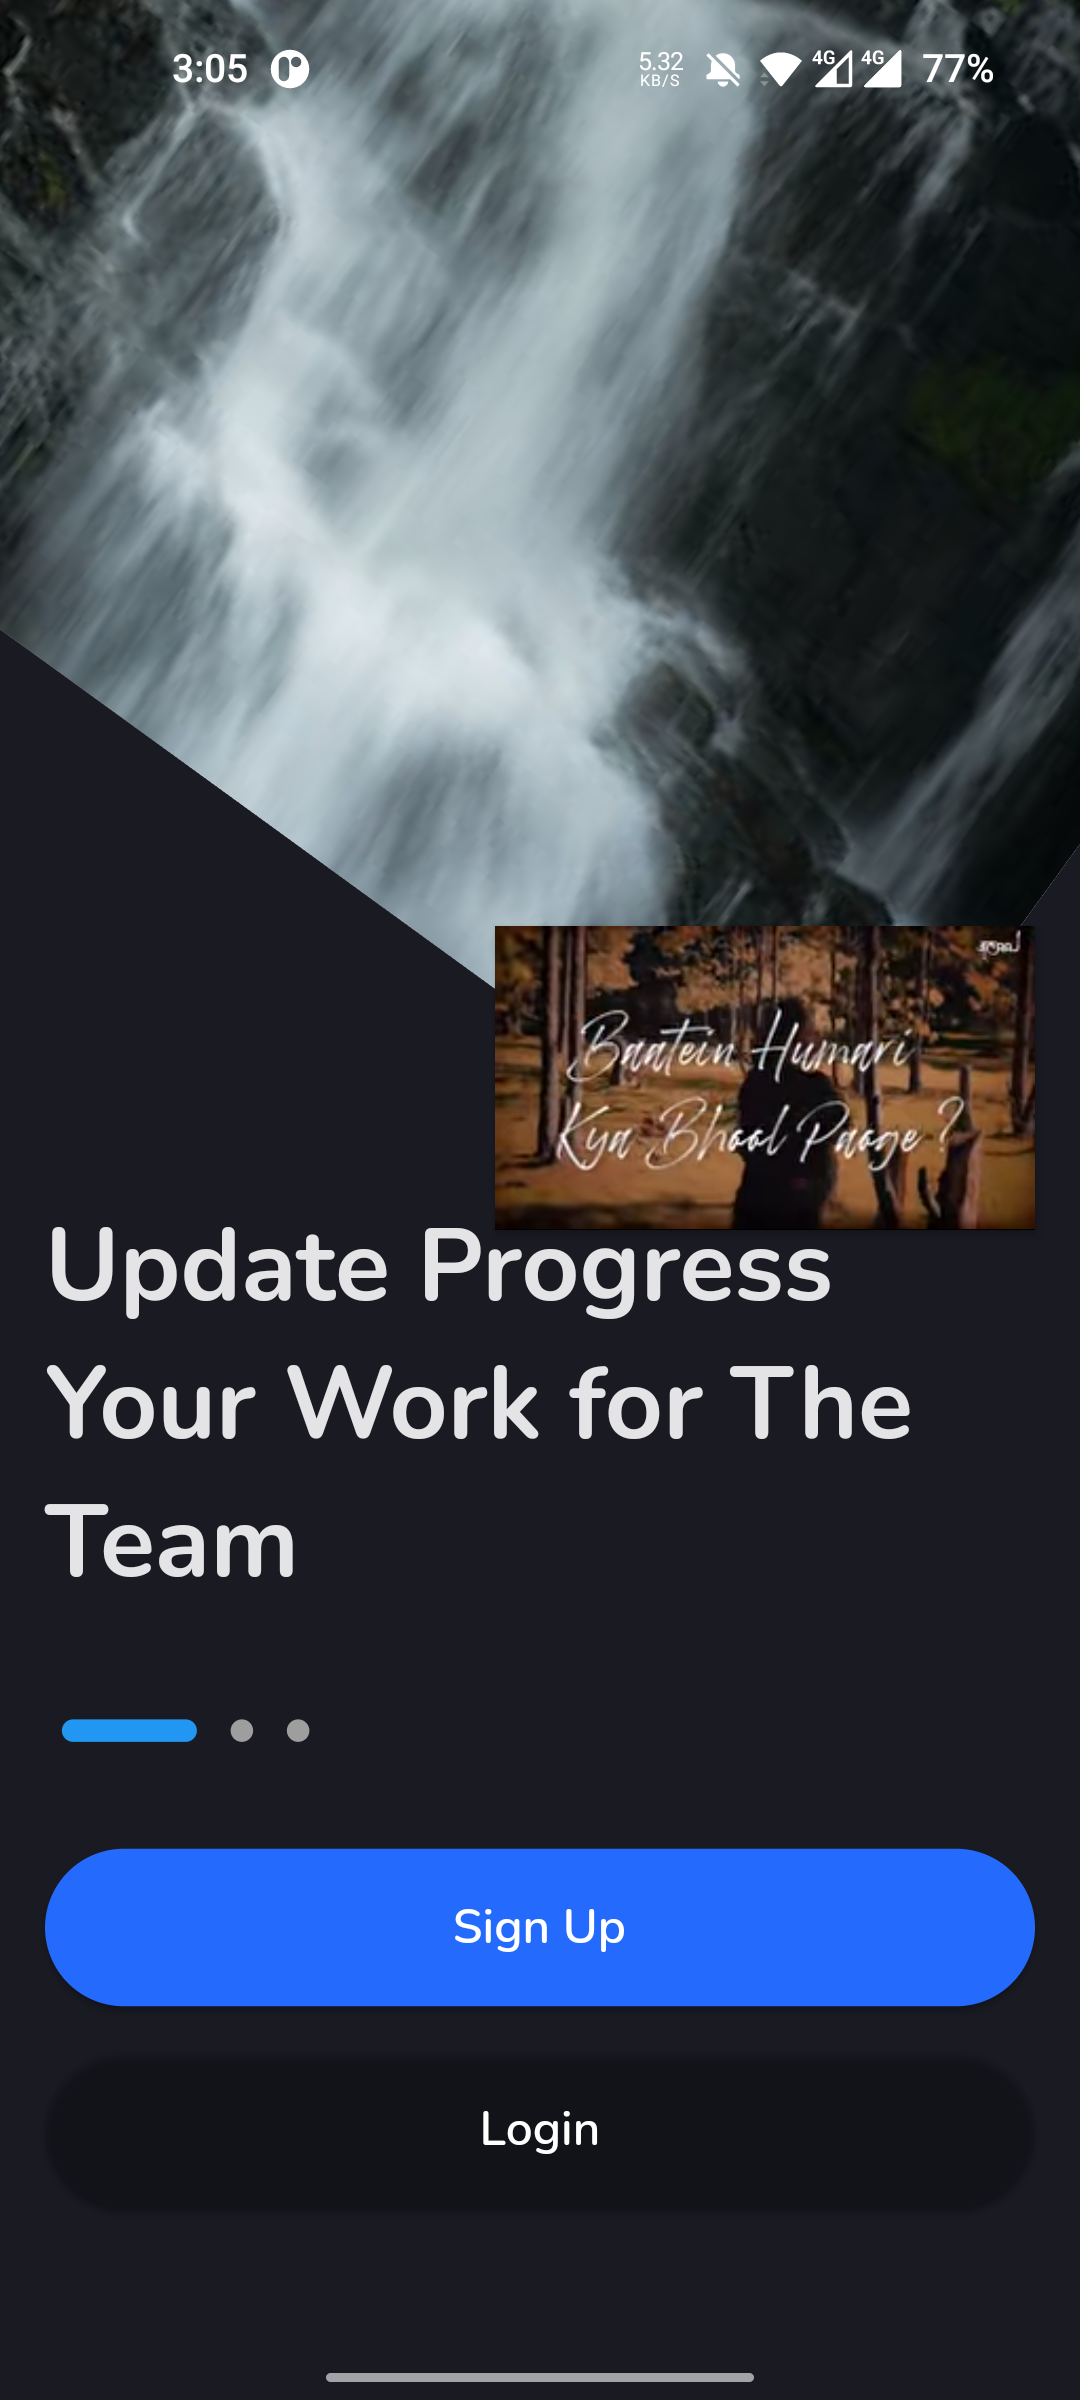 3:05
5.32
KB/S
4G
4G
77%
Baatein Humari
Kya Bhool Paoge ?
Update Progress
Your Work for The
Team
Sign Up
Login